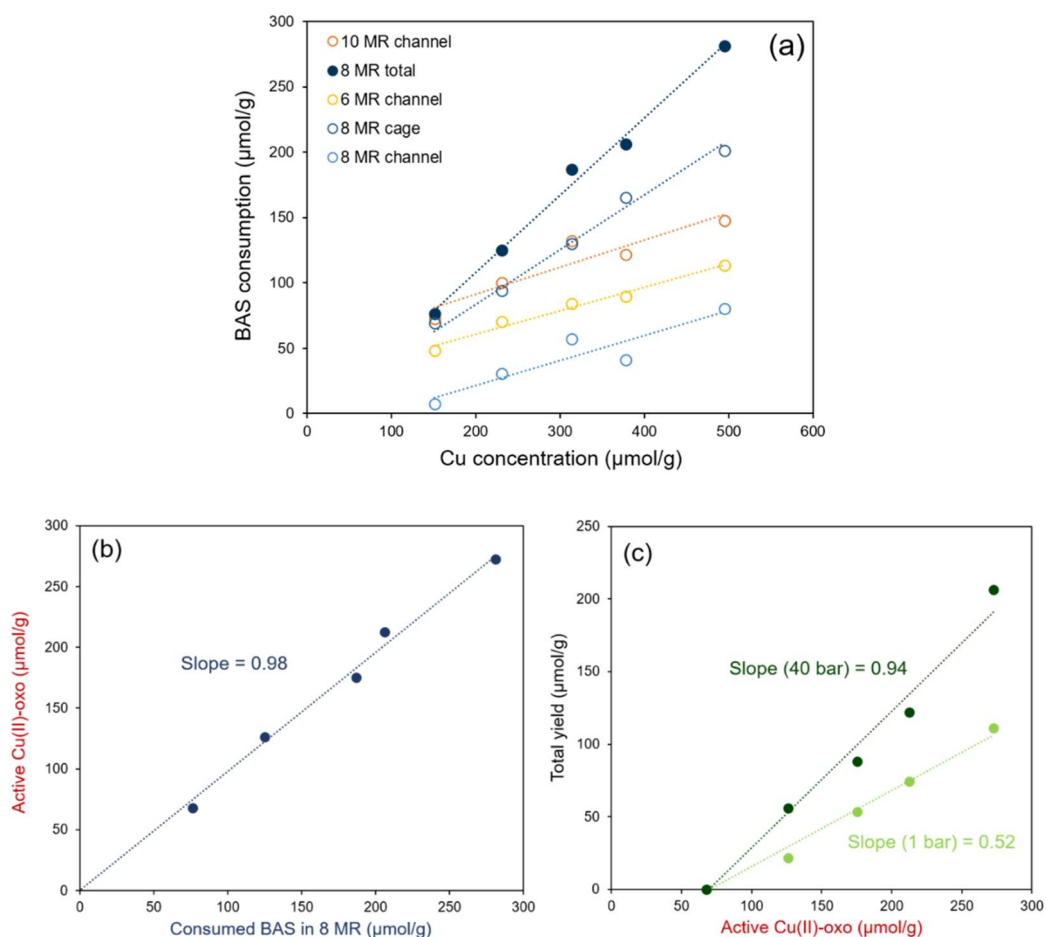 (a)
10 MR channel
8 MR total
6 MR channel
8 MR cage
8 MR channel
BAS consumption (µmol/g)
300
250
200
150
100
50
0
0 100 200 300 400 500 600
Cu concentration (µmol/g)
(b)
Active Cu(II)-oxo (µmol/g)
300
250
200
150
100
50
0
Slope = 0.98
0 50 100 150 200 250 300
Consumed BAS in 8 MR (µmol/g)
(c)
Total yield (µmol/g)
250
200
150
100
50
0
Slope (40 bar) = 0.94
Slope (1 bar) = 0.52
0 50 100 150 200 250 300
Active Cu(II)-oxo (µmol/g)